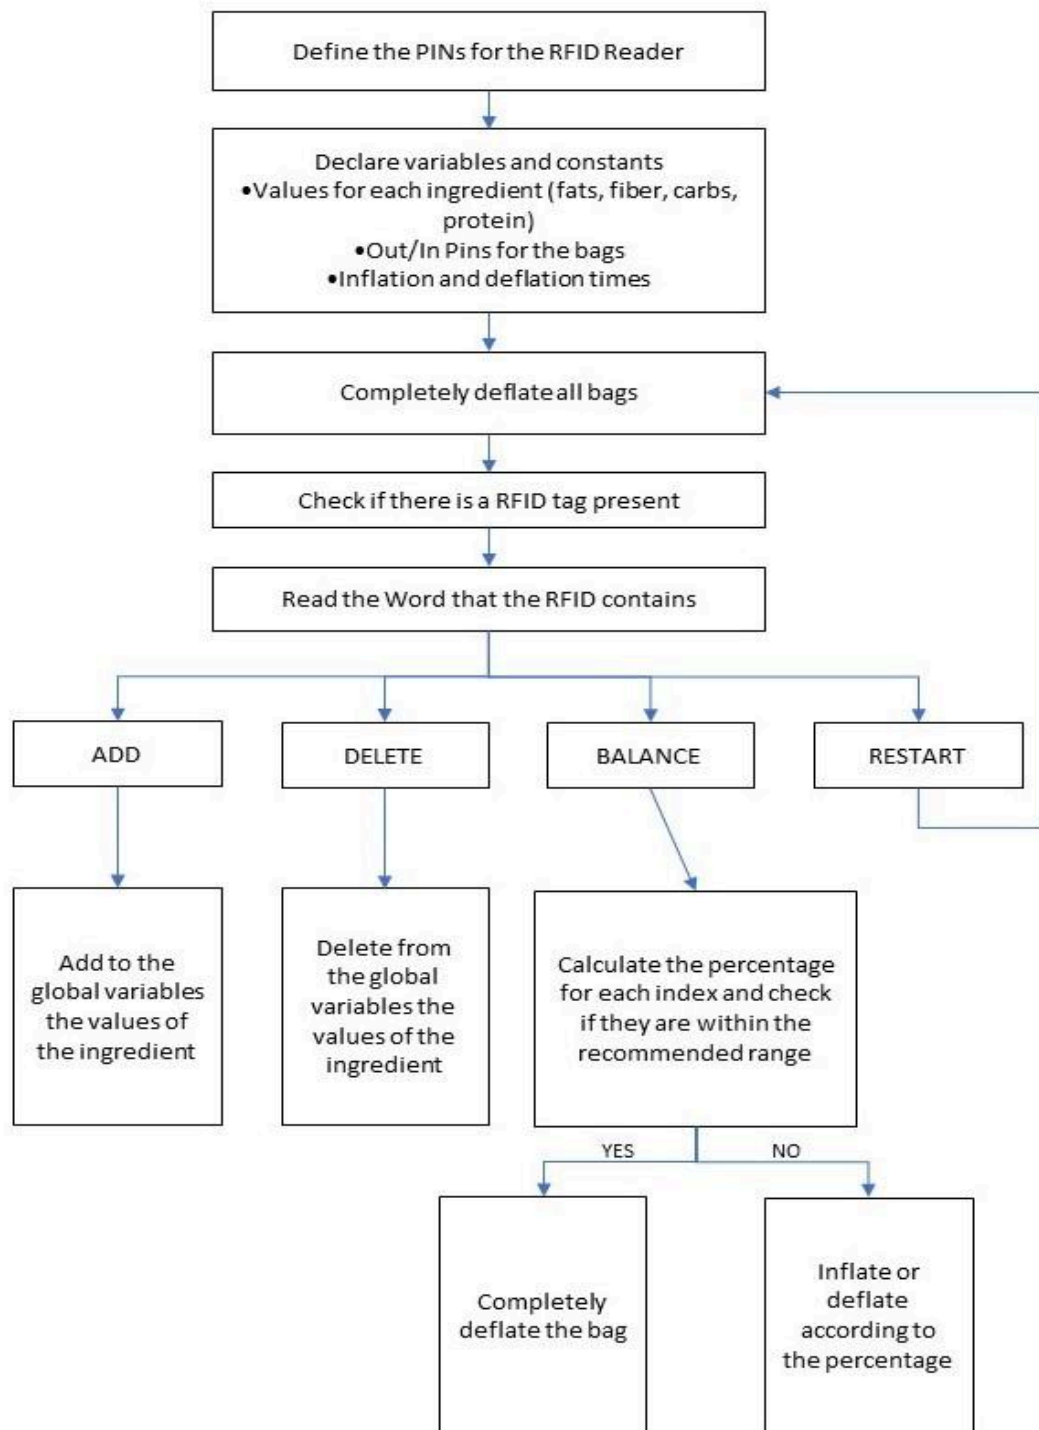 Define the PINs for the RFID Reader
Declare variables and constants
•Values for each ingredient (fats, fiber, carbs,
protein)
•Out/In Pins for the bags
•Inflation and deflation times
Completely deflate all bags
Check if there is a RFID tag present
Read the Word that the RFID contains
ADD
DELETE
BALANCE
RESTART
Add to the
global variables
the values of
the ingredient
Delete from
the global
variables the
values of the
ingredient
Calculate the percentage
for each index and check
if they are within the
recommended range
YES
NO
Completely
deflate the bag
Inflate or
deflate
according to
the percentage